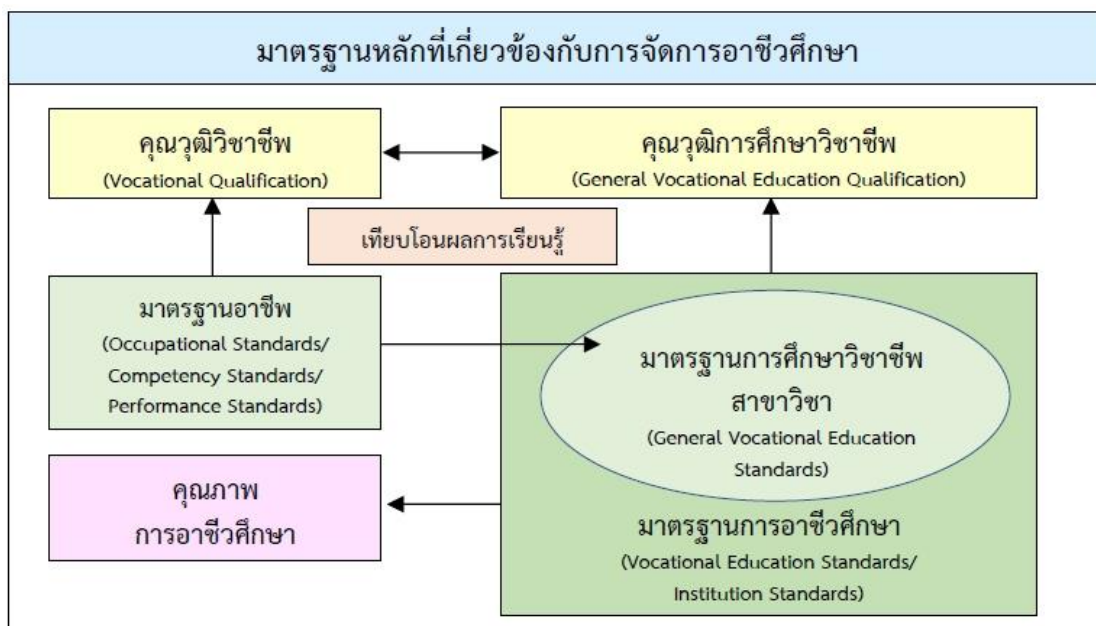 มาตรฐานหลักที่เกี่ยวข้องกับการจัดการอาชีวศึกษา
คุณวุฒิวิชาชีพ
(Vocational Qualification)
คุณวุฒิการศึกษาวิชาชีพ
(General Vocational Education Qualification)
เทียบโอนผลการเรียนรู้
มาตรฐานอาชีพ
(Occupational Standards/
Competency Standards/
Performance Standards)
มาตรฐานการศึกษาวิชาชีพ
สาขาวิชา
(General Vocational Education
Standards)
คุณภาพ
การอาชีวศึกษา
มาตรฐานการอาชีวศึกษา
(Vocational Education Standards/
Institution Standards)